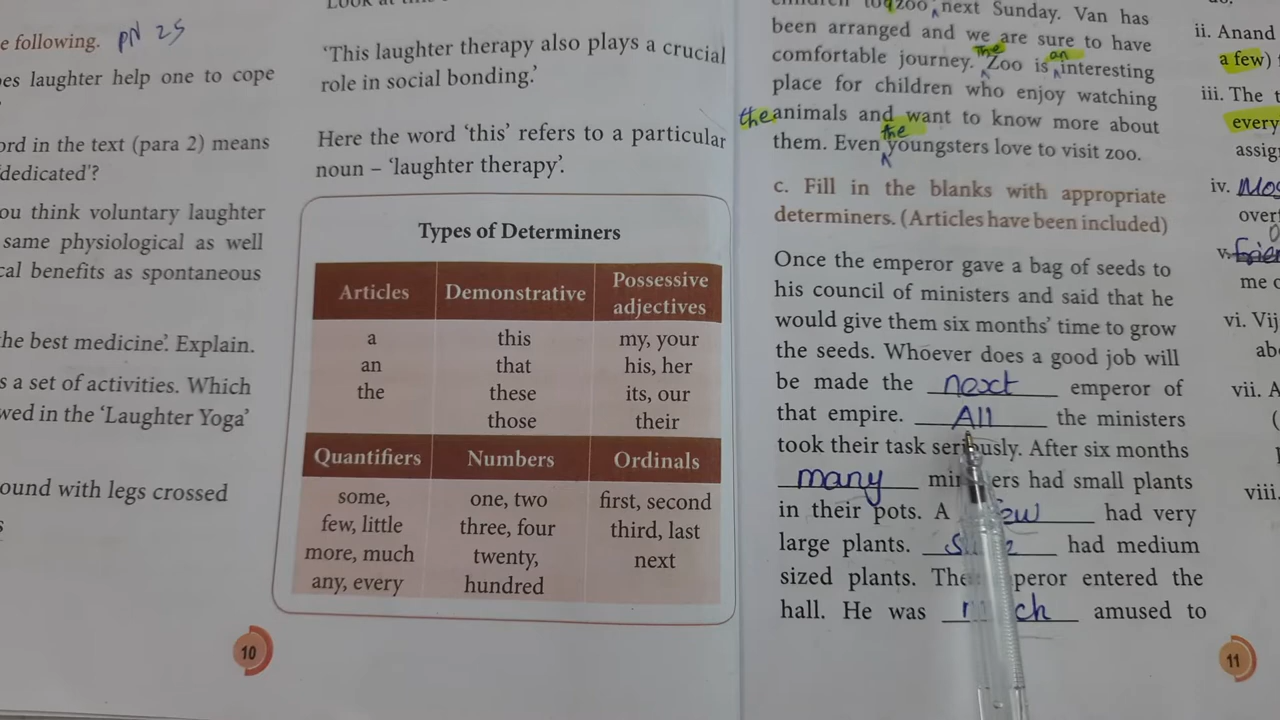 e following. PN 25
es laughter help one to cope
ord in the text (para 2) means
'dedicated'?
ou think voluntary laughter
same physiological as well
cal benefits as spontaneous
he best medicine'. Explain.
s a set of activities. Which
wed in the 'Laughter Yoga'
ound with legs crossed
'This laughter therapy also plays a crucial
role in social bonding.'
Here the word 'this' refers to a particular
noun – 'laughter therapy'.
Types of Determiners
Articles Demonstrative Possessive adjectives
a this my, your
an that his, her
the these its, our
those their
Quantifiers Numbers Ordinals
some, one, two first, second
few, little three, four third, last
more, much twenty, next
any, every hundred
10
zoo next Sunday. Van has
been arranged and we are sure to have
comfortable journey. The Zoo is an interesting
place for children who enjoy watching
the animals and want to know more about
them. Even the youngsters love to visit zoo.
c. Fill in the blanks with appropriate
determiners. (Articles have been included)
Once the emperor gave a bag of seeds to
his council of ministers and said that he
would give them six months' time to grow
the seeds. Whoever does a good job will
be made the next emperor of
that empire. All the ministers
took their task seriously. After six months
many ministers had small plants
in their pots. A few had very
large plants. had medium
sized plants. The emperor entered the
hall. He was much amused to
11
ii. Anand
a few)
iii. The
every
assig
iv.
over
v.
me
vi. Vij
ab
vii. A
viii.